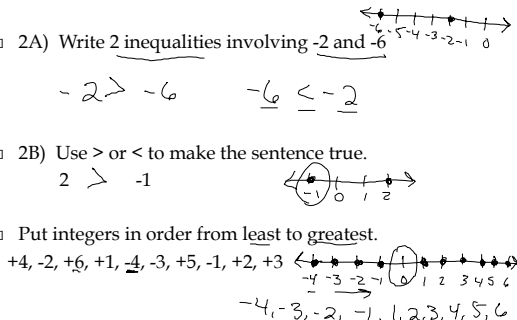 2A) Write 2 inequalities involving -2 and -6
-6 -5 -4 -3 -2 -1 0
-2 > -6 -6 < -2
2B) Use > or < to make the sentence true.
2 > -1
-1 0 1 2
Put integers in order from least to greatest.
+4, -2, +6, +1, -4, -3, +5, -1, +2, +3
-4 -3 -2 -1 0 1 2 3 4 5 6
-4, -3, -2, -1, 1, 2, 3, 4, 5, 6